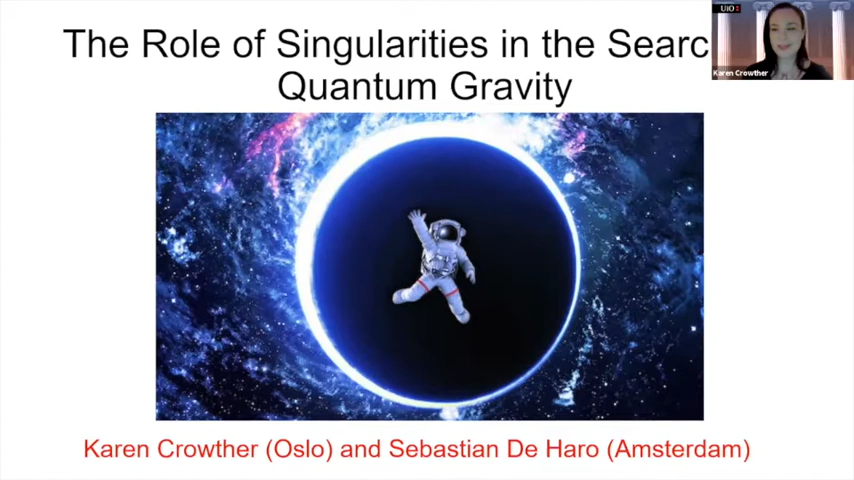 The Role of Singularities in the Searc
Quantum Gravity
UiO
Karen Crowther
Karen Crowther (Oslo) and Sebastian De Haro (Amsterdam)